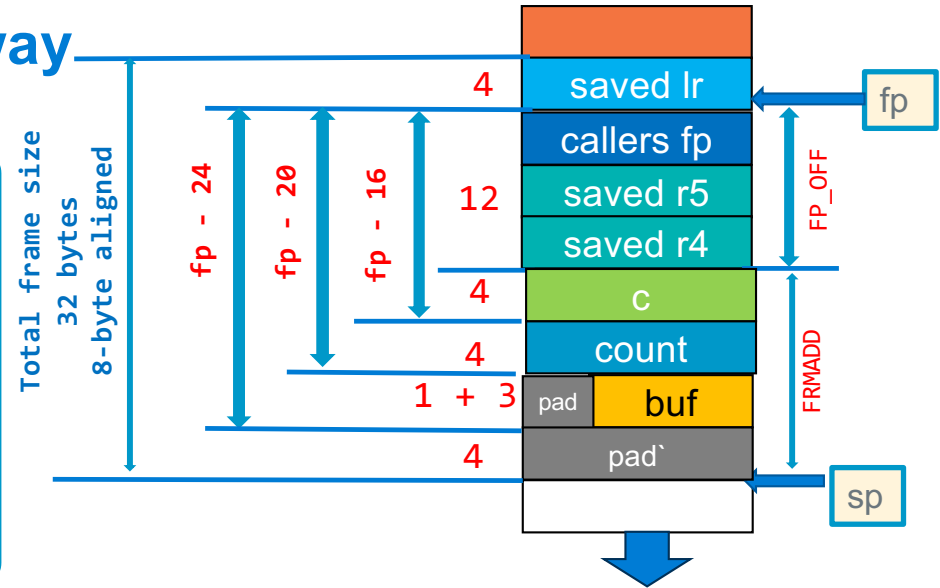 way
4
saved lr
fp
callers fp
saved r5
12
saved r4
FP_OFF
Total frame size
32 bytes
8-byte aligned
fp - 24
fp - 20
fp - 16
4
c
4
count
1 + 3
pad
buf
FRMADD
4
pad`
sp